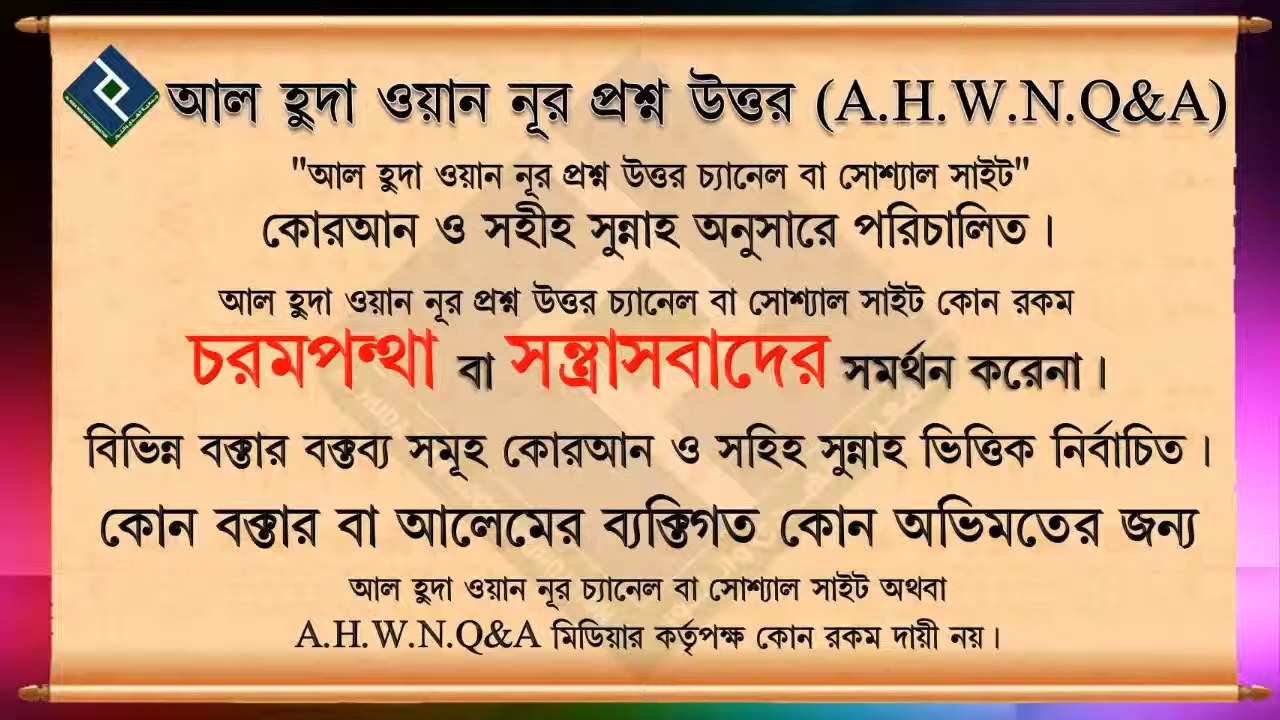 আল হুদা ওয়ান নূর প্রশ্ন উত্তর (A.H.W.N.Q&A)
"আল হুদা ওয়ান নূর প্রশ্ন উত্তর চ্যানেল বা সোশ্যাল সাইট"
কোরআন ও সহীহ সুন্নাহ অনুসারে পরিচালিত।
আল হুদা ওয়ান নূর প্রশ্ন উত্তর চ্যানেল বা সোশ্যাল সাইট কোন রকম
চরমপন্থা বা সন্ত্রাসবাদের সমর্থন করেনা।
বিভিন্ন বক্তার বক্তব্য সমূহ কোরআন ও সহিহ সুন্নাহ ভিত্তিক নির্বাচিত।
কোন বক্তার বা আলেমের ব্যক্তিগত কোন অভিমতের জন্য
আল হুদা ওয়ান নূর চ্যানেল বা সোশ্যাল সাইট অথবা
A.H.W.N.Q&A মিডিয়ার কর্তৃপক্ষ কোন রকম দায়ী নয়।